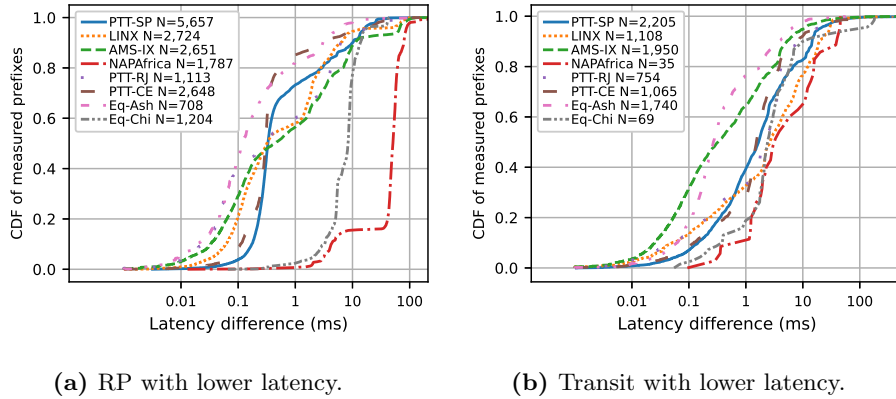 CDF of measured prefixes
1.0
0.8
0.6
0.4
0.2
0.0
PTT-SP N=5,657
LINX N=2,724
AMS-IX N=2,651
NAPAfrica N=1,787
PTT-RJ N=1,113
PTT-CE N=2,648
Eq-Ash N=708
Eq-Chi N=1,204
0.01 0.1 1 10 100
Latency difference (ms)
(a) RP with lower latency.
CDF of measured prefixes
1.0
0.8
0.6
0.4
0.2
0.0
PTT-SP N=2,205
LINX N=1,108
AMS-IX N=1,950
NAPAfrica N=35
PTT-RJ N=754
PTT-CE N=1,065
Eq-Ash N=1,740
Eq-Chi N=69
0.01 0.1 1 10 100
Latency difference (ms)
(b) Transit with lower latency.